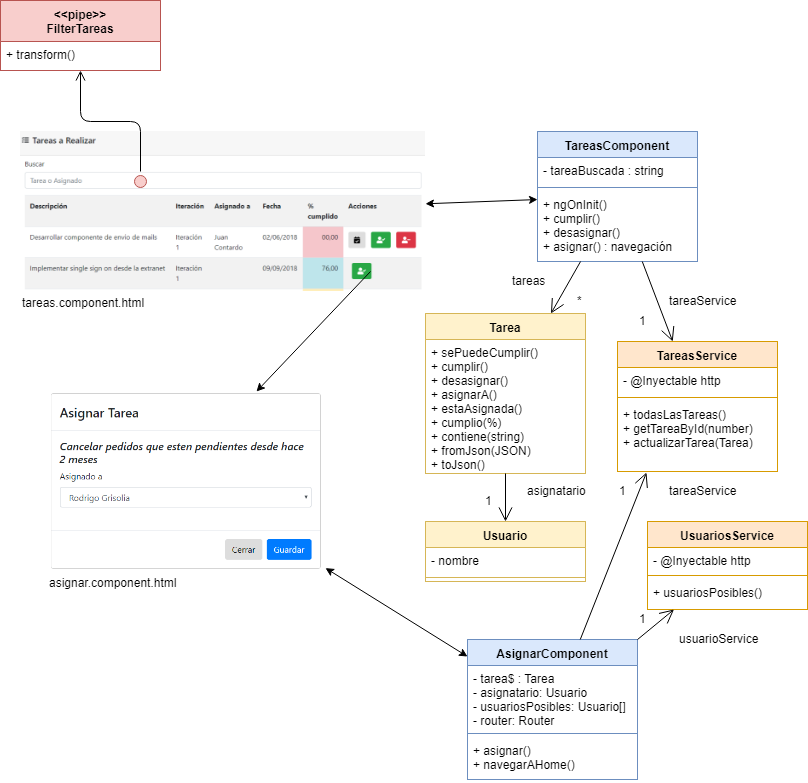 <<pipe>>
FilterTareas
+ transform()
Tareas a Realizar
Buscar
Tarea o Asignado
Descripción Iteración Asignado a Fecha % cumplido Acciones
Desarrollar componente de envío de mails Iteración 1 Juan Contardo 02/06/2018 00,00
Implementar single sign on desde la extranet Iteración 1 09/09/2018 76,00
tareas.component.html
TareasComponent
- tareaBuscada : string
+ ngOnInit()
+ cumplir()
+ desasignar()
+ asignar() : navegación
tareas
*
tareaService
1
Tarea
+ sePuedeCumplir()
+ cumplir()
+ desasignar()
+ asignarA()
+ estaAsignada()
+ cumplio(%)
+ contiene(string)
+ fromJson(JSON)
+ toJson()
TareasService
- @Inyectable http
+ todasLasTareas()
+ getTareaById(number)
+ actualizarTarea(Tarea)
Asignar Tarea
Cancelar pedidos que esten pendientes desde hace
2 meses
Asignado a
Rodrigo Grisolia
Cerrar
Guardar
asignar.component.html
1
asignatario
1
tareaService
Usuario
- nombre
UsuariosService
- @Inyectable http
+ usuariosPosibles()
1
usuarioService
AsignarComponent
- tarea$ : Tarea
- asignatario: Usuario
- usuariosPosibles: Usuario[]
- router: Router
+ asignar()
+ navegarAHome()